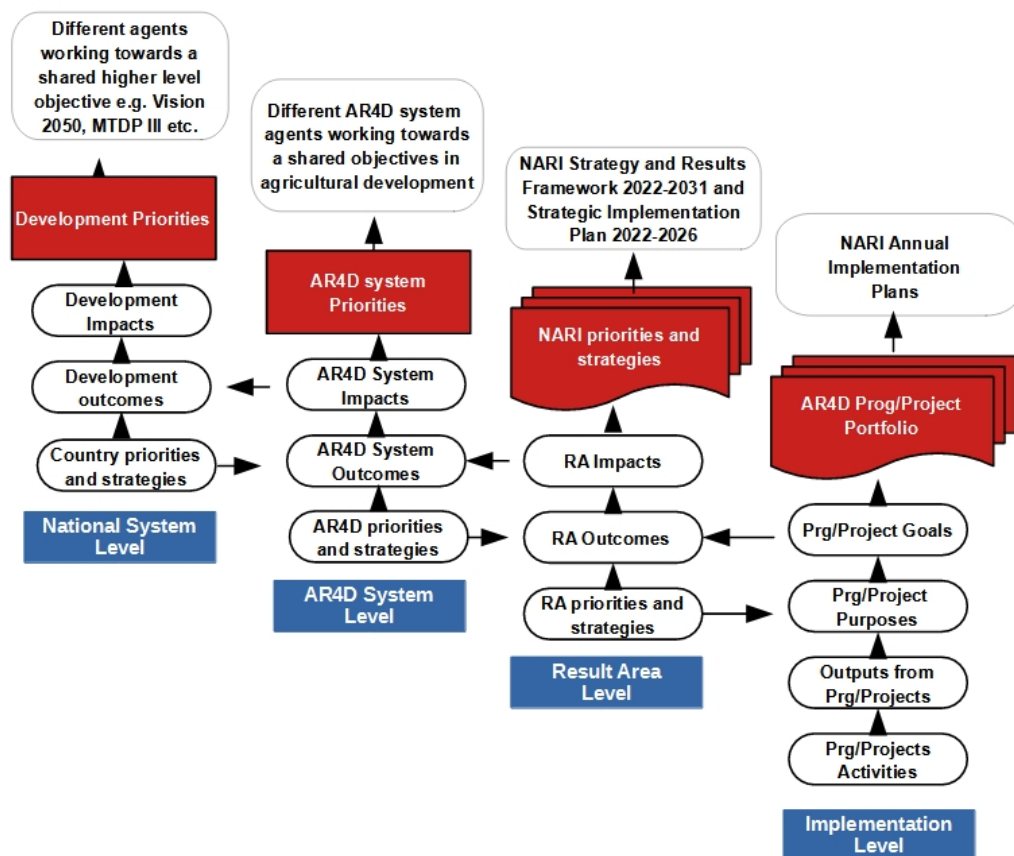 Different agents
working towards a
shared higher level
objective e.g. Vision
2050, MTDP III etc.
Development Priorities
Development
Impacts
Development
outcomes
Country priorities
and strategies
National System
Level
Different AR4D system
agents working towards
a shared objectives in
agricultural development
AR4D system
Priorities
AR4D System
Impacts
AR4D System
Outcomes
AR4D priorities
and strategies
AR4D System
Level
NARI Strategy and Results
Framework 2022-2031 and
Strategic Implementation
Plan 2022-2026
NARI priorities and
strategies
RA Impacts
RA Outcomes
RA priorities and
strategies
Result Area
Level
NARI Annual
Implementation
Plans
AR4D Prog/Project
Portfolio
Prg/Project Goals
Prg/Project
Purposes
Outputs from
Prg/Projects
Prg/Projects
Activities
Implementation
Level